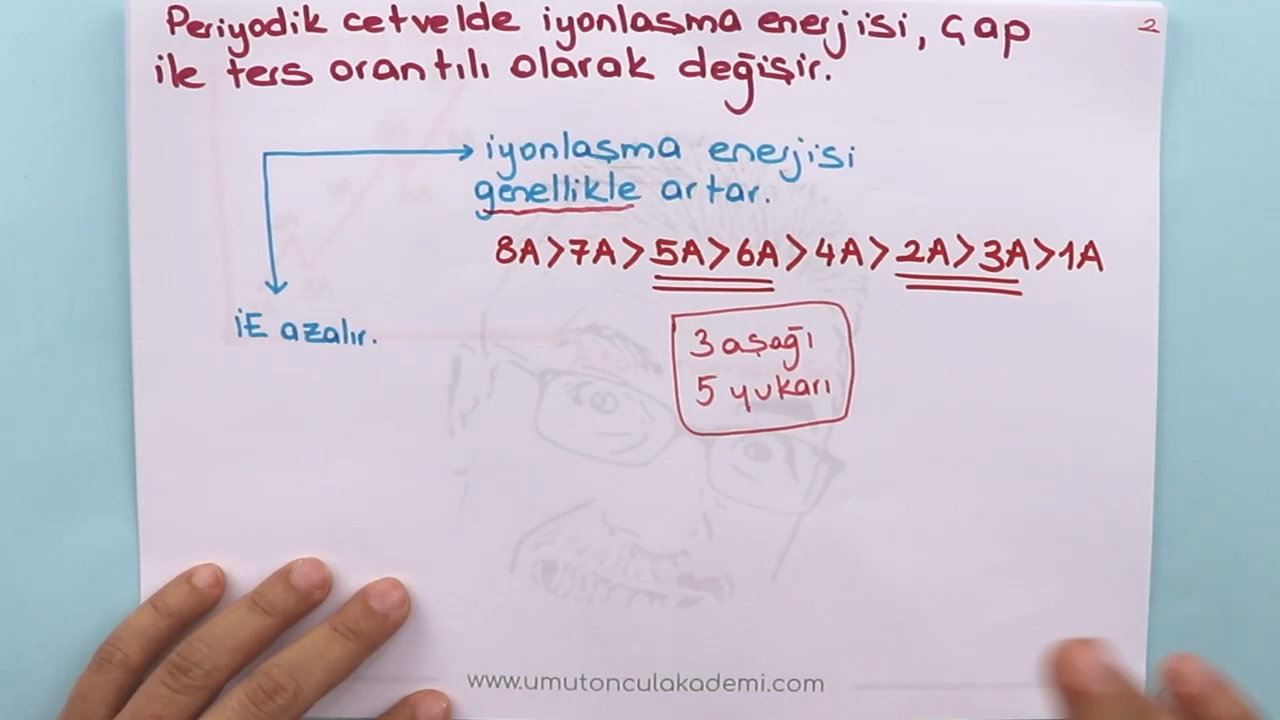 Periyodik cetvelde iyonlaşma enerjisi, çap
2
ile ters orantılı olarak değişir.
iyonlaşma enerjisi
genellikle artar.
8A>7A>5A>6A>4A>2A>3A>1A
İE azalır.
3 aşağı
5 yukarı
www.umutonculakademi.com